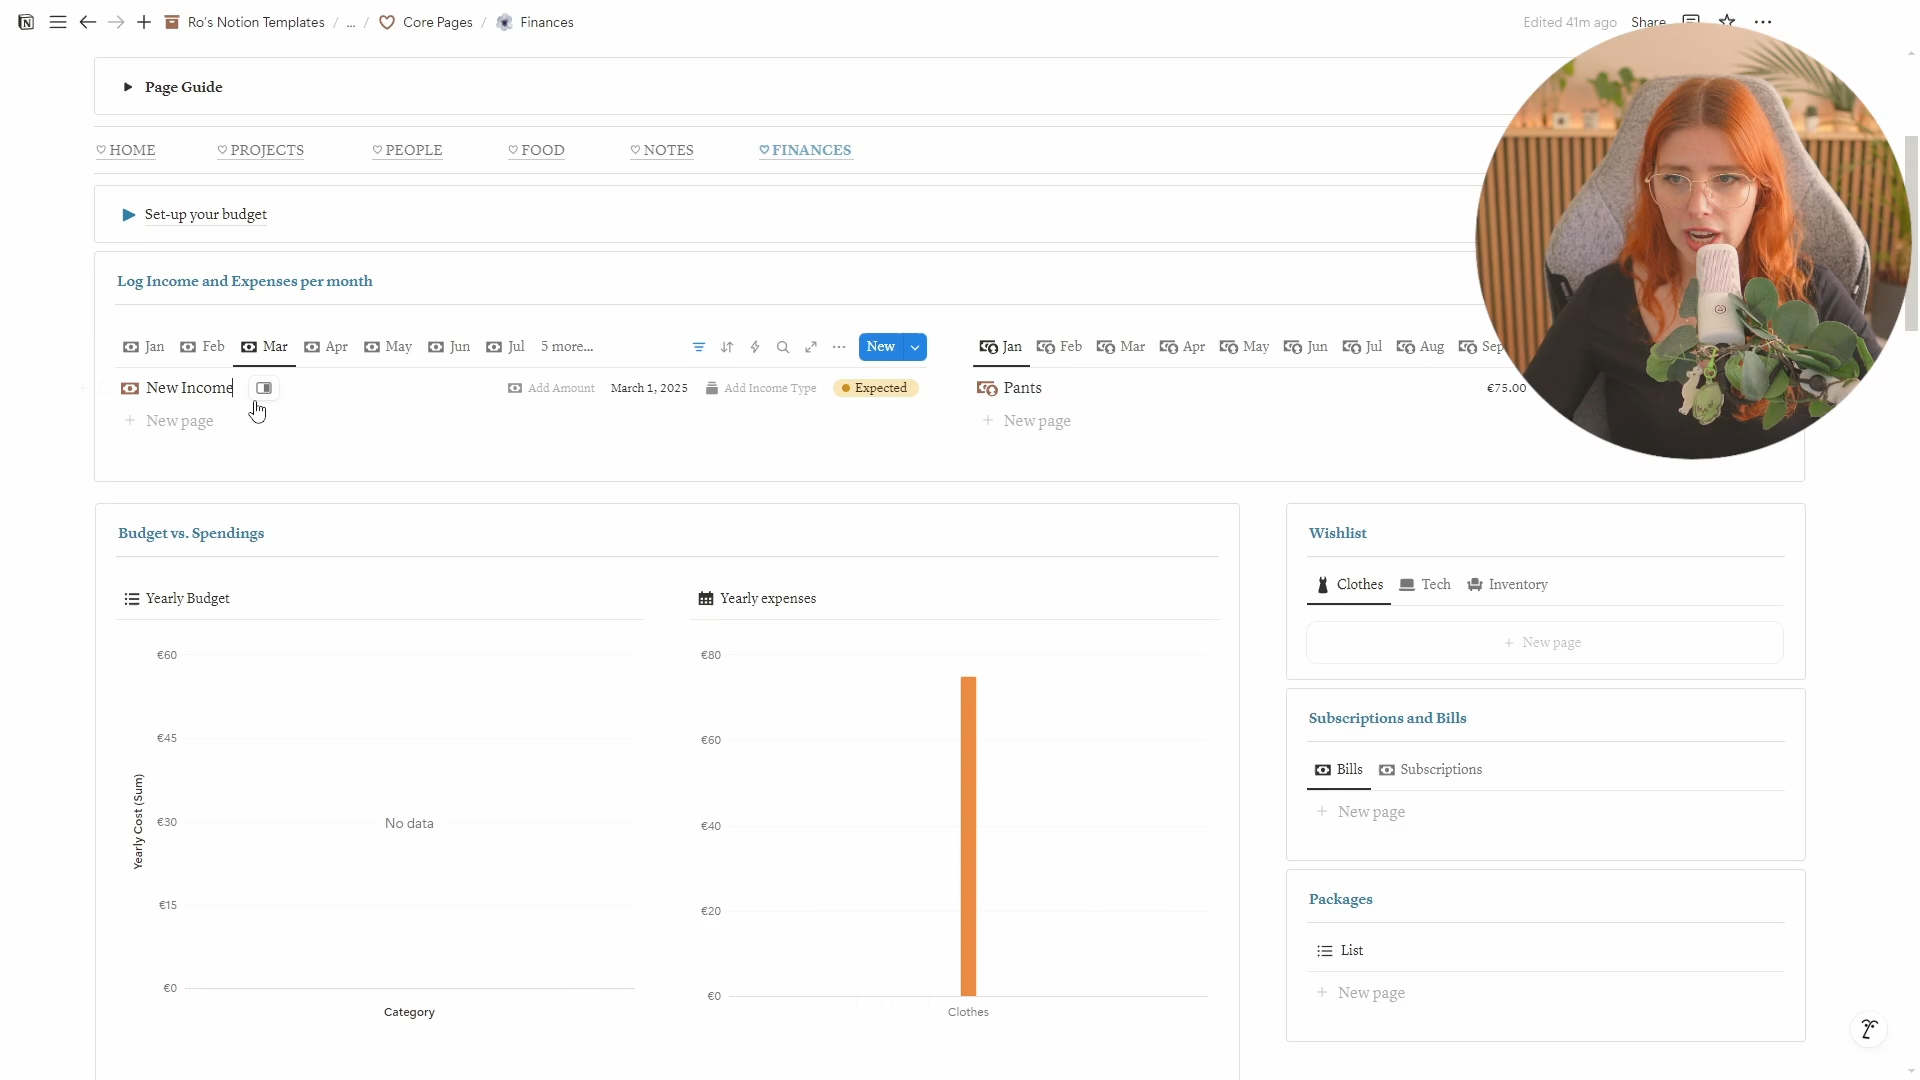 Ro's Notion Templates / ... / Core Pages / Finances
Edited 41m ago Share
Page Guide
HOME PROJECTS PEOPLE FOOD NOTES FINANCES
Set-up your budget
Log Income and Expenses per month
Jan Feb Mar Apr May Jun Jul 5 more... New
New Income Add Amount March 1, 2025 Add Income Type Expected
+ New page
Jan Feb Mar Apr May Jun Jul Aug Sep
Pants €75.00
+ New page
Budget vs. Spendings
Yearly Budget
€60
€45
€30
€15
€0
Yearly Cost (Sum)
No data
Category
Yearly expenses
€80
€60
€40
€20
€0
Clothes
Wishlist
Clothes Tech Inventory
+ New page
Subscriptions and Bills
Bills Subscriptions
+ New page
Packages
List
+ New page